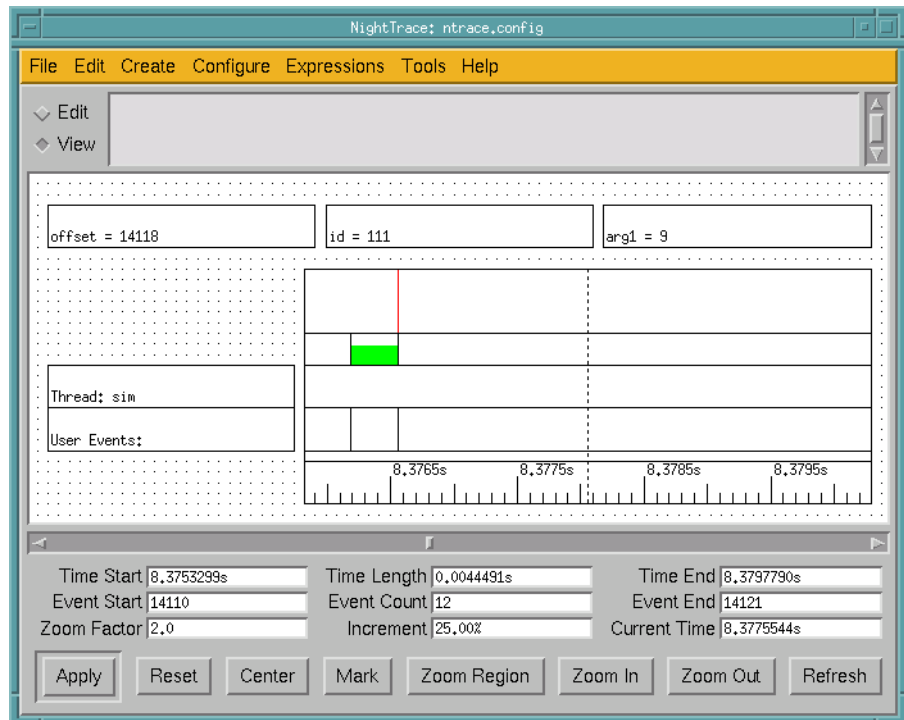 NightTrace: ntrace.config
File Edit Create Configure Expressions Tools Help
Edit
View
offset = 14118 id = 111 arg1 = 9
Thread: sim
User Events:
8.3765s 8.3775s 8.3785s 8.3795s
Time Start 8.3753299s Time Length 0.0044491s Time End 8.3797790s
Event Start 14110 Event Count 12 Event End 14121
Zoom Factor 2.0 Increment 25.00% Current Time 8.3775544s
Apply Reset Center Mark Zoom Region Zoom In Zoom Out Refresh